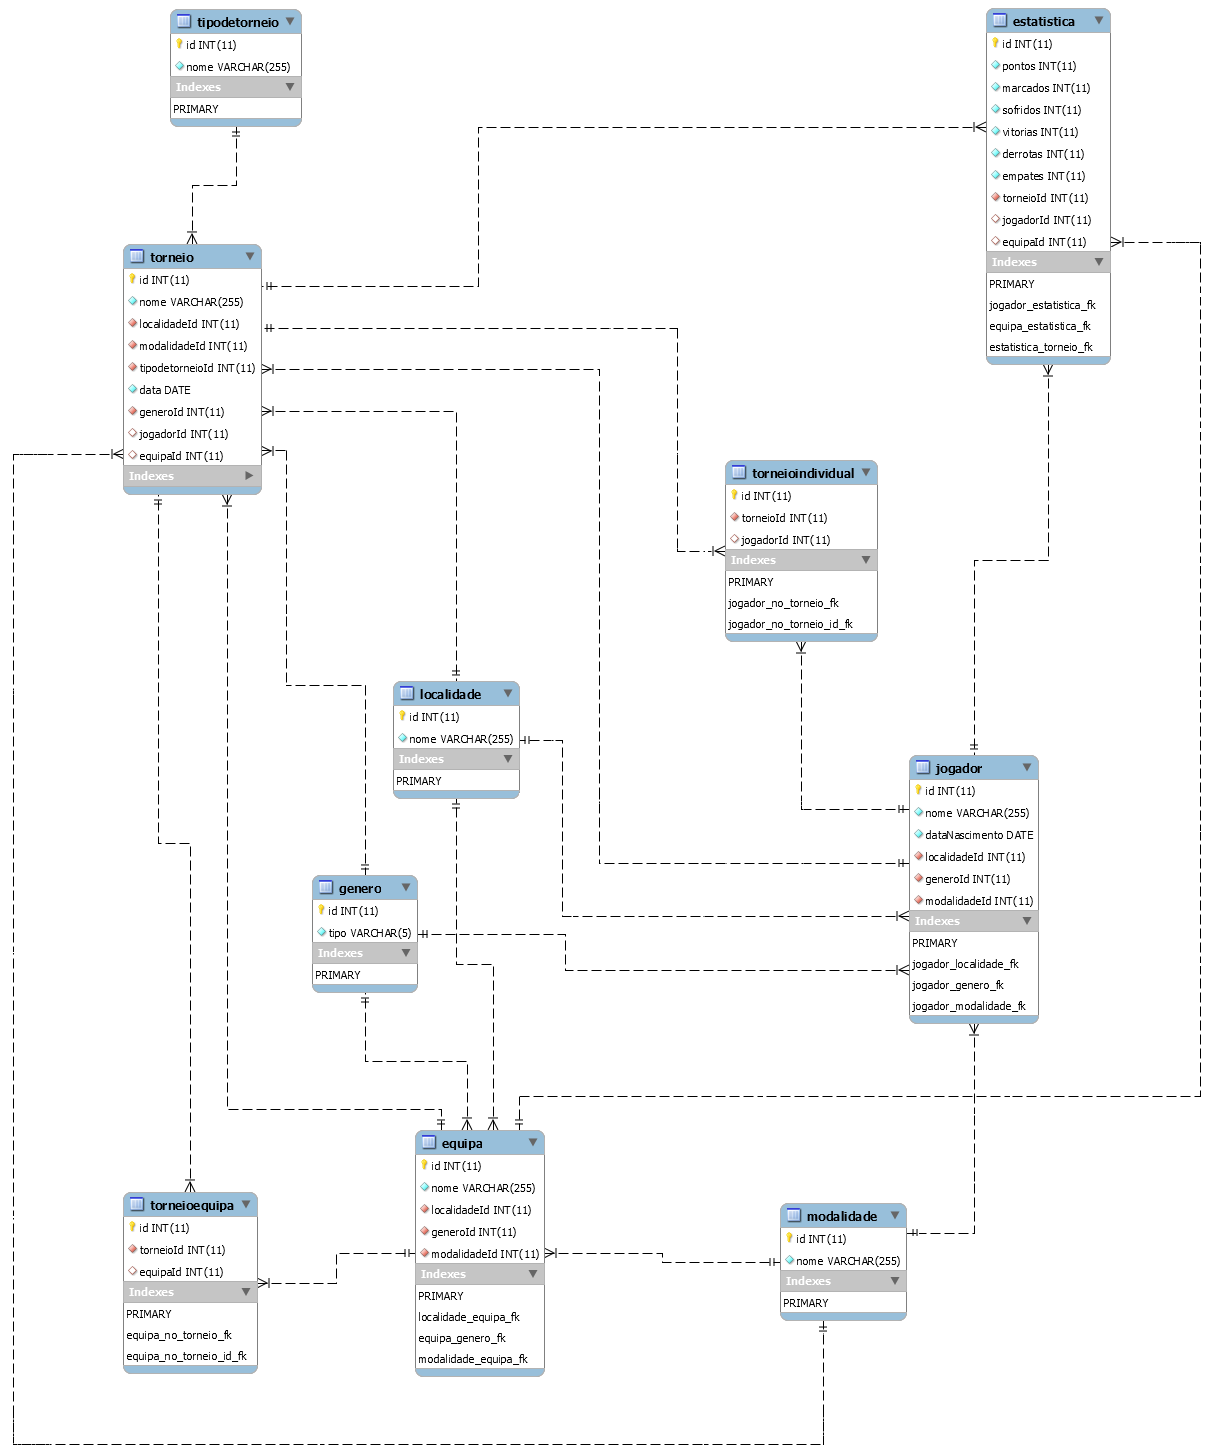 tipodetorneio
id INT(11)
nome VARCHAR(255)
Indexes
PRIMARY
estatistica
id INT(11)
pontos INT(11)
marcados INT(11)
sofridos INT(11)
vitorias INT(11)
derrotas INT(11)
empates INT(11)
torneioId INT(11)
jogadorId INT(11)
equipaId INT(11)
Indexes
PRIMARY
jogador_estatistica_fk
equipa_estatistica_fk
estatistica_torneio_fk
torneio
id INT(11)
nome VARCHAR(255)
localidadeId INT(11)
modalidadeId INT(11)
tipodetorneioId INT(11)
data DATE
generoId INT(11)
jogadorId INT(11)
equipaId INT(11)
Indexes
torneioindividual
id INT(11)
torneioId INT(11)
jogadorId INT(11)
Indexes
PRIMARY
jogador_no_torneio_fk
jogador_no_torneio_id_fk
localidade
id INT(11)
nome VARCHAR(255)
Indexes
PRIMARY
jogador
id INT(11)
nome VARCHAR(255)
dataNascimento DATE
localidadeId INT(11)
generoId INT(11)
modalidadeId INT(11)
Indexes
PRIMARY
jogador_localidade_fk
jogador_genero_fk
jogador_modalidade_fk
genero
id INT(11)
tipo VARCHAR(5)
Indexes
PRIMARY
equipa
id INT(11)
nome VARCHAR(255)
localidadeId INT(11)
generoId INT(11)
modalidadeId INT(11)
Indexes
PRIMARY
localidade_equipa_fk
equipa_genero_fk
modalidade_equipa_fk
torneioequipa
id INT(11)
torneioId INT(11)
equipaId INT(11)
Indexes
PRIMARY
equipa_no_torneio_fk
equipa_no_torneio_id_fk
modalidade
id INT(11)
nome VARCHAR(255)
Indexes
PRIMARY